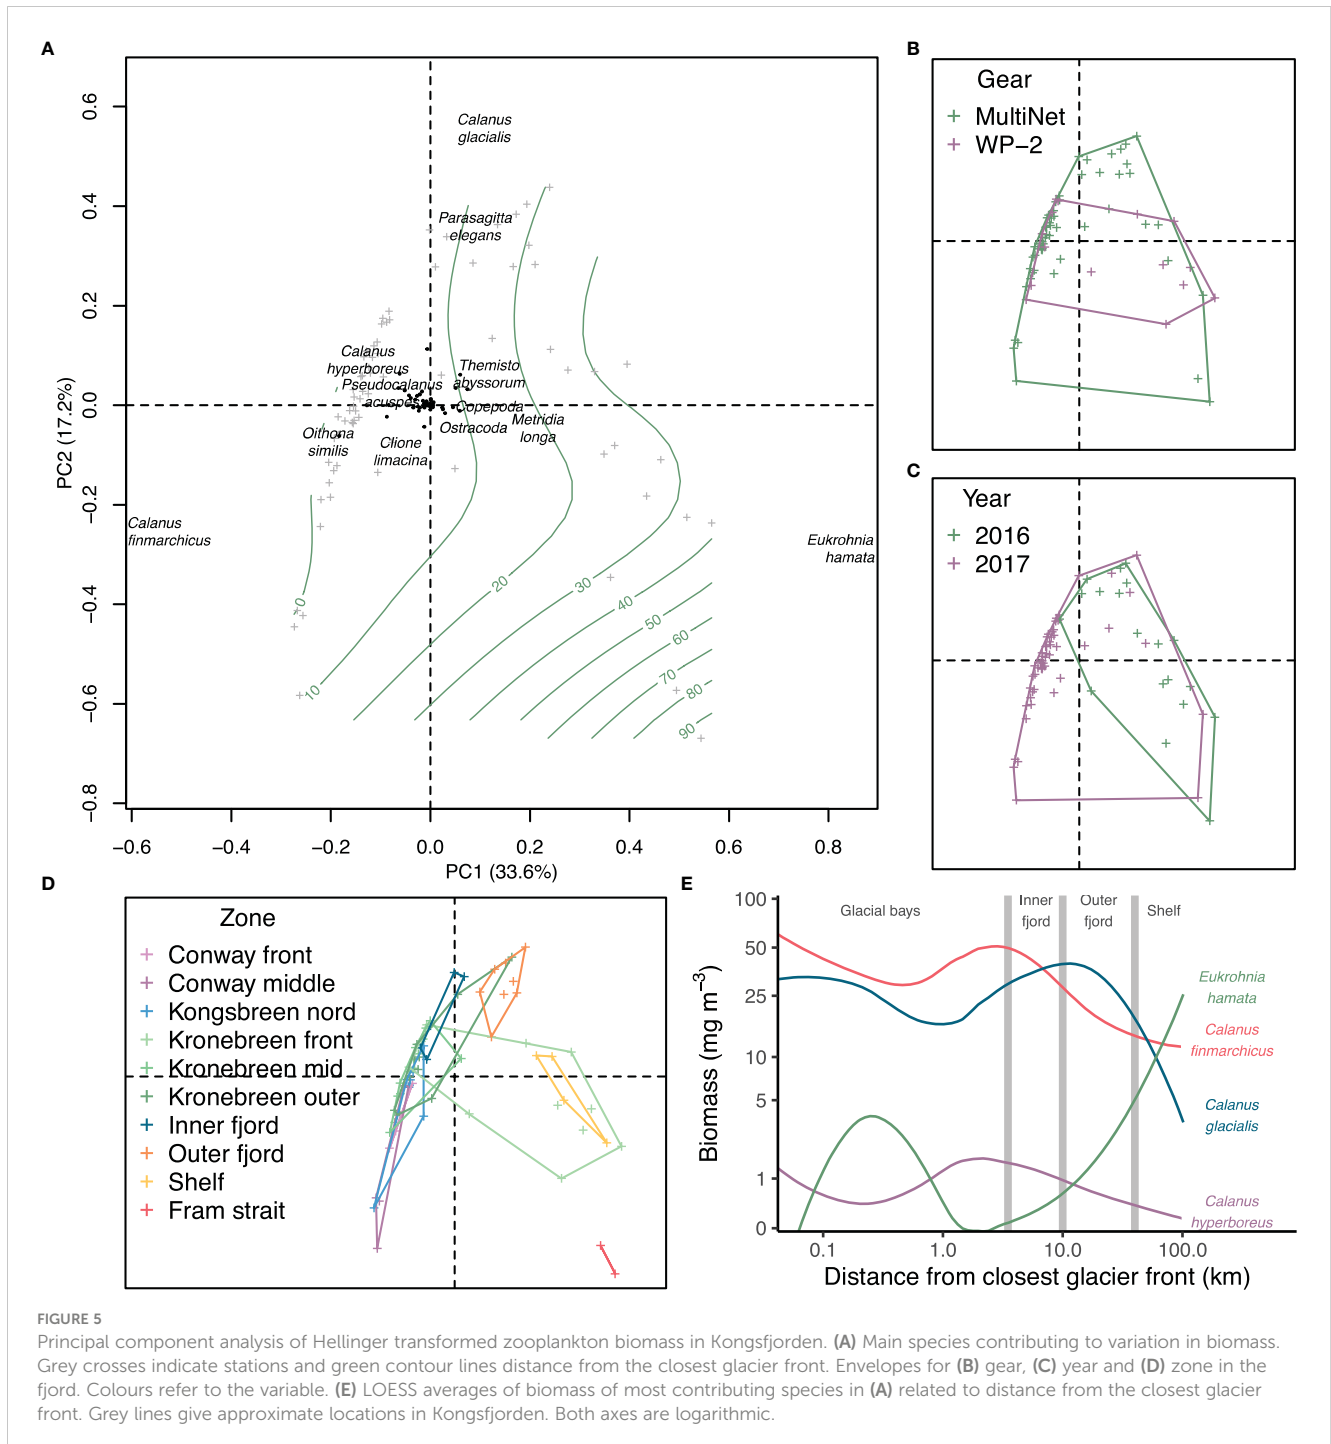 A
PC2 (17.2%)
0.6
0.4
0.2
0.0
−0.2
−0.4
−0.6
−0.8
Calanus
glacialis
Parasagitta
elegans
Calanus
hyperboreus
Themisto
abyssorum
Pseudocalanus
acuspes
Copepoda
Metridia
longa
Ostracoda
Oithona
similis
Clione
limacina
Calanus
finmarchicus
Eukrohnia
hamata
0
10
20
30
40
50
60
70
80
90
−0.6
−0.4
−0.2
0.0
0.2
0.4
0.6
0.8
PC1 (33.6%)
B
Gear
MultiNet
WP−2
C
Year
2016
2017
D
Zone
Conway front
Conway middle
Kongsbreen nord
Kronebreen front
Kronebreen mid
Kronebreen outer
Inner fjord
Outer fjord
Shelf
Fram strait
E
Biomass (mg m−3)
100
50
25
10
5
1
0
Glacial bays
Inner
fjord
Outer
fjord
Shelf
Eukrohnia
hamata
Calanus
finmarchicus
Calanus
glacialis
Calanus
hyperboreus
0.1
1.0
10.0
100.0
Distance from closest glacier front (km)
FIGURE 5
Principal component analysis of Hellinger transformed zooplankton biomass in Kongsfjorden. (A) Main species contributing to variation in biomass.
Grey crosses indicate stations and green contour lines distance from the closest glacier front. Envelopes for (B) gear, (C) year and (D) zone in the
fjord. Colours refer to the variable. (E) LOESS averages of biomass of most contributing species in (A) related to distance from the closest glacier
front. Grey lines give approximate locations in Kongsfjorden. Both axes are logarithmic.